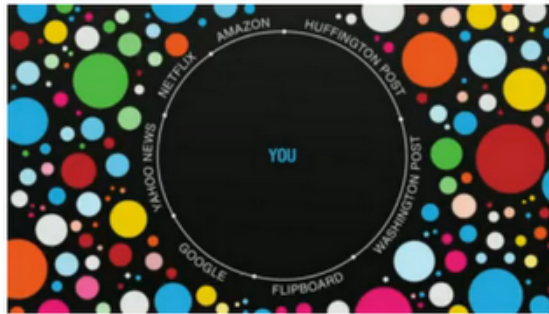 AMAZON
HUFFINGTON POST
WASHINGTON POST
FLIPBOARD
GOOGLE
YAHOO NEWS
NETFLIX
YOU